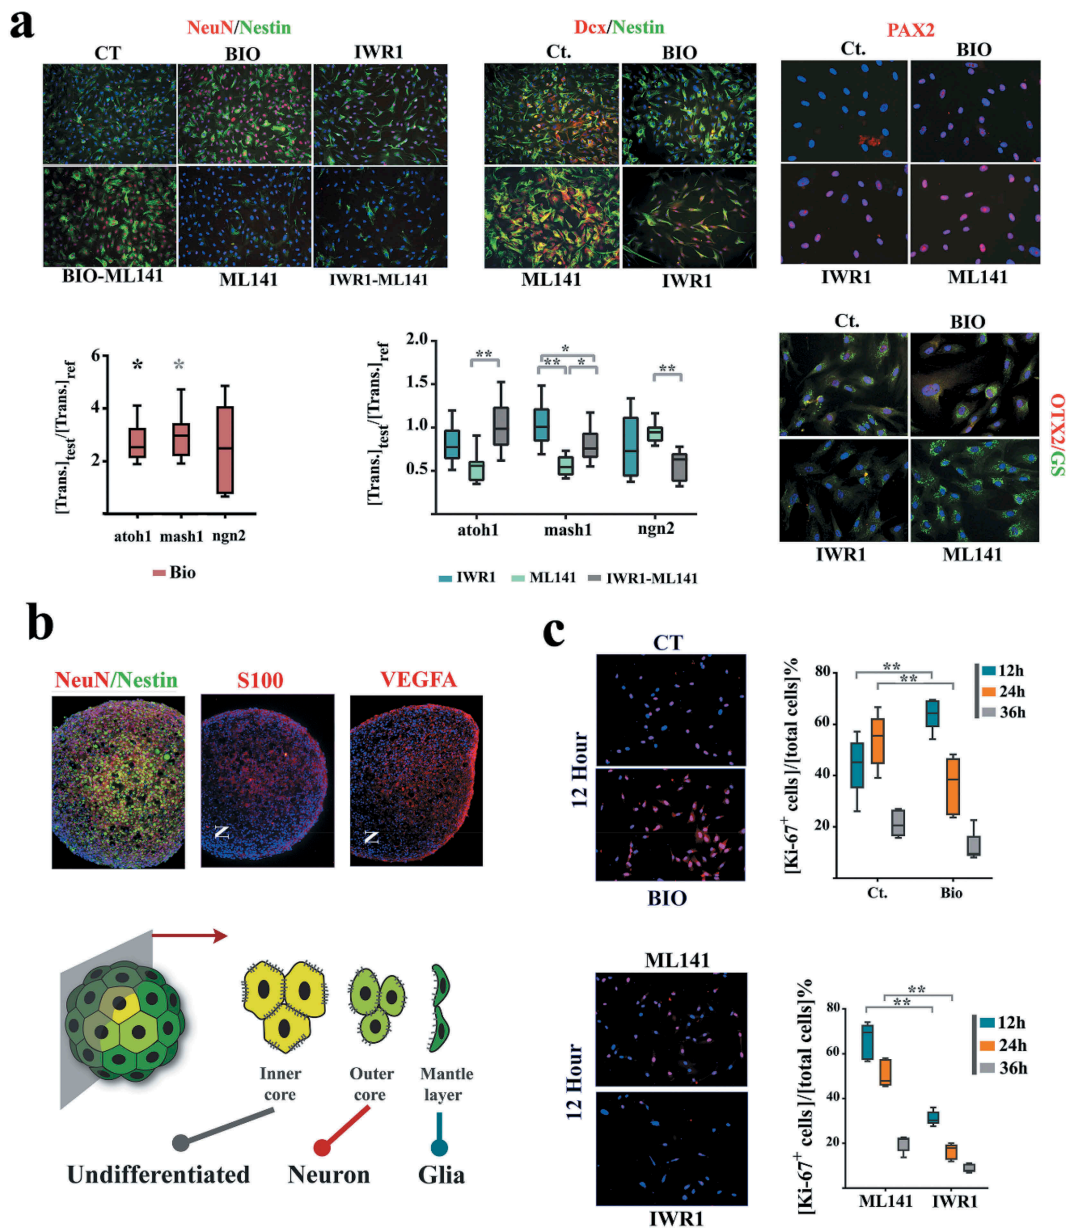 a
NeuN/Nestin
CT BIO IWR1
BIO-ML141 ML141 IWR1-ML141
Dcx/Nestin
Ct. BIO
ML141 IWR1
PAX2
Ct. BIO
IWR1 ML141
[Trans.]test/[Trans.]ref
6
4
2
* *
atoh1 mash1 ngn2
Bio
[Trans.]test/[Trans.]ref
2.0
1.5
1.0
0.5
** * ** * **
atoh1 mash1 ngn2
IWR1 ML141 IWR1-ML141
Ct. BIO
IWR1 ML141
OTX2/GS
b
NeuN/Nestin S100 VEGFA
N N
Inner core
Outer core
Mantle layer
Undifferentiated Neuron Glia
c
CT
12 Hour
BIO
[Ki-67+ cells]/[total cells]%
80
60
40
20
**
**
12h
24h
36h
Ct. Bio
ML141
12 Hour
IWR1
[Ki-67+ cells]/[total cells]%
80
60
40
20
**
**
12h
24h
36h
ML141 IWR1